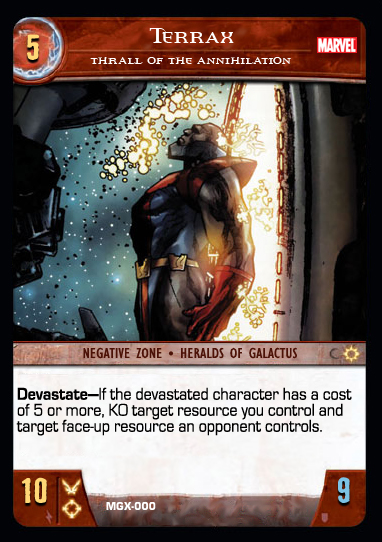 5
Terrax
MARVEL
THRALL OF THE ANNIHILATION
NEGATIVE ZONE • HERALDS OF GALACTUS
C
Devastate—If the devastated character has a cost
of 5 or more, KO target resource you control and
target face-up resource an opponent controls.
10
9
MGX-000